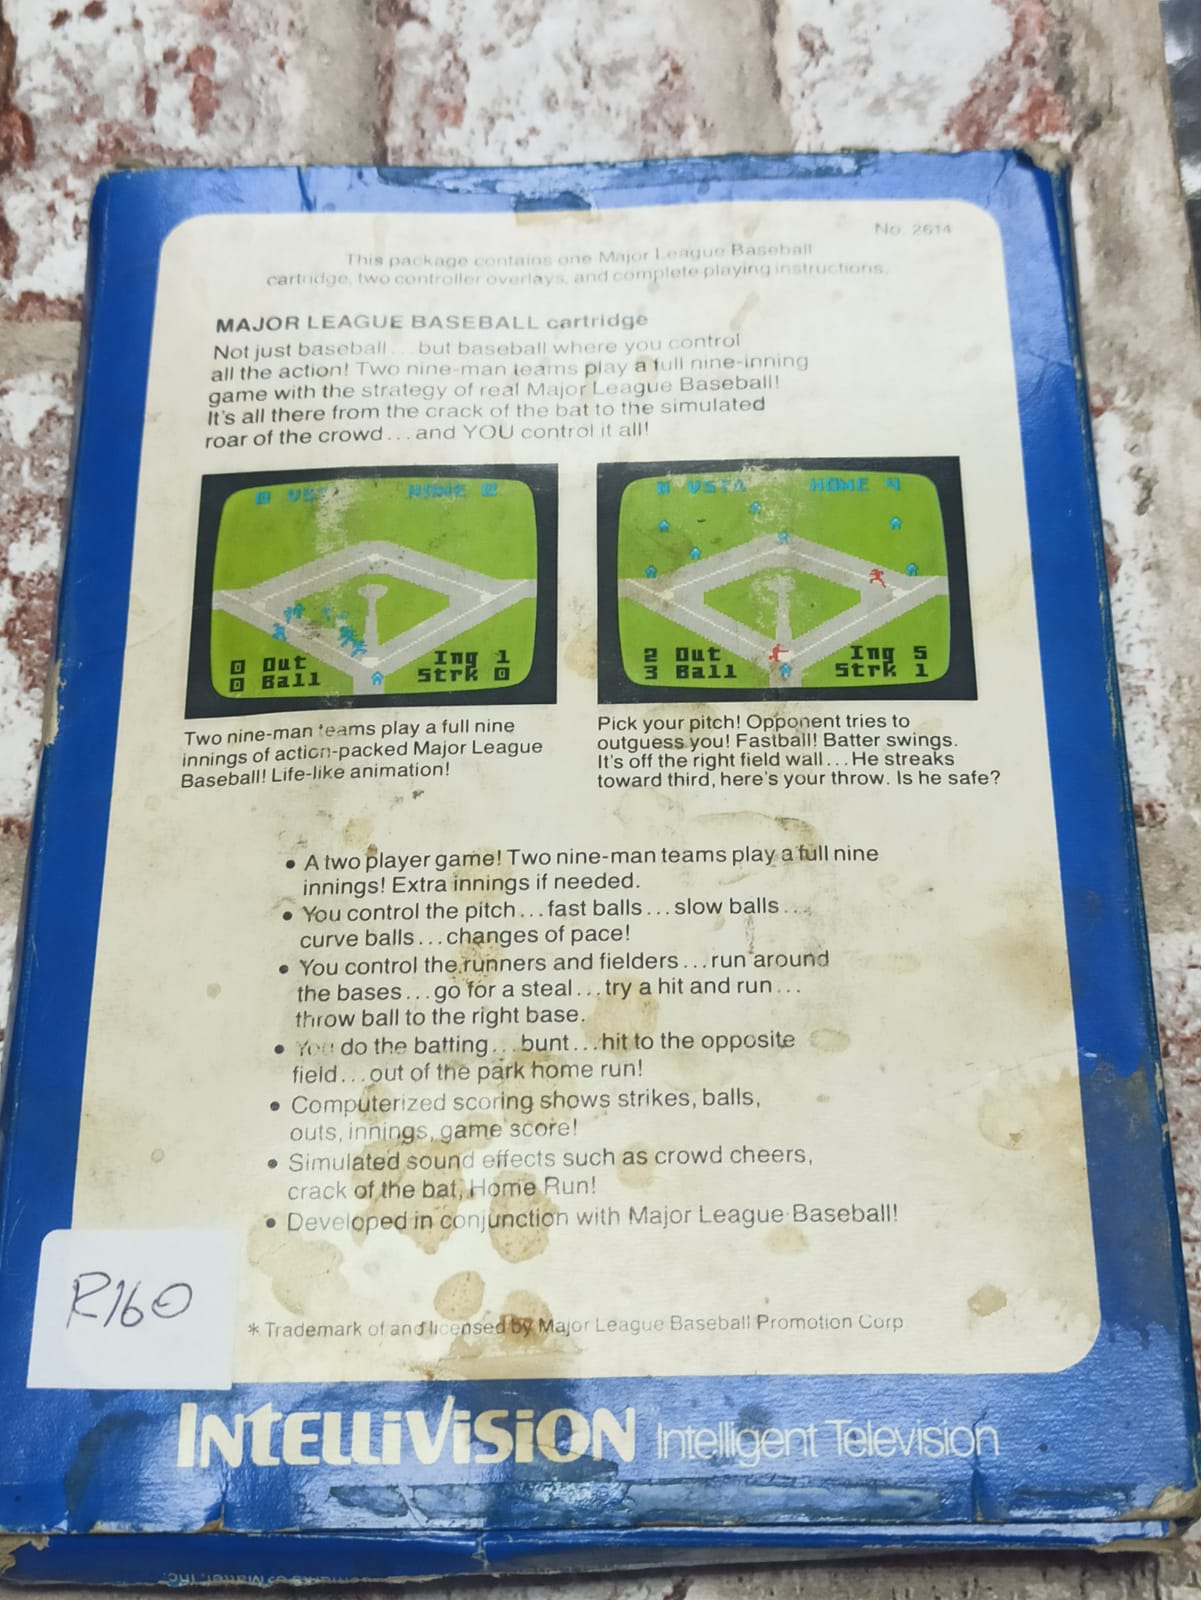 No. 2614
This package contains one Major League Baseball
cartridge, two controller overlays, and complete playing instructions.
MAJOR LEAGUE BASEBALL cartridge
Not just baseball... but baseball where you control
all the action! Two nine-man teams play a full nine-inning
game with the strategy of real Major League Baseball!
It's all there from the crack of the bat to the simulated
roar of the crowd...and YOU control it all!
0 VSTR HOME 0
0 Out Ing 1
0 Ball Strk 0
Two nine-man teams play a full nine
innings of action-packed Major League
Baseball! Life-like animation!
VSTR HOME 4
2 Out Ing 5
3 Ball Strk 1
Pick your pitch! Opponent tries to
outguess you! Fastball! Batter swings.
It's off the right field wall...He streaks
toward third, here's your throw. Is he safe?
• A two player game! Two nine-man teams play a full nine
innings! Extra innings if needed.
• You control the pitch...fast balls...slow balls...
curve balls...changes of pace!
• You control the runners and fielders...run around
the bases...go for a steal...try a hit and run...
throw ball to the right base.
• You do the batting...bunt...hit to the opposite
field...out of the park home run!
• Computerized scoring shows strikes, balls,
outs, innings, game score!
• Simulated sound effects such as crowd cheers,
crack of the bat, Home Run!
• Developed in conjunction with Major League Baseball!
R160
* Trademark of and licensed by Major League Baseball Promotion Corp
INTELLIVISION Intelligent Television
of Mattel, Inc.